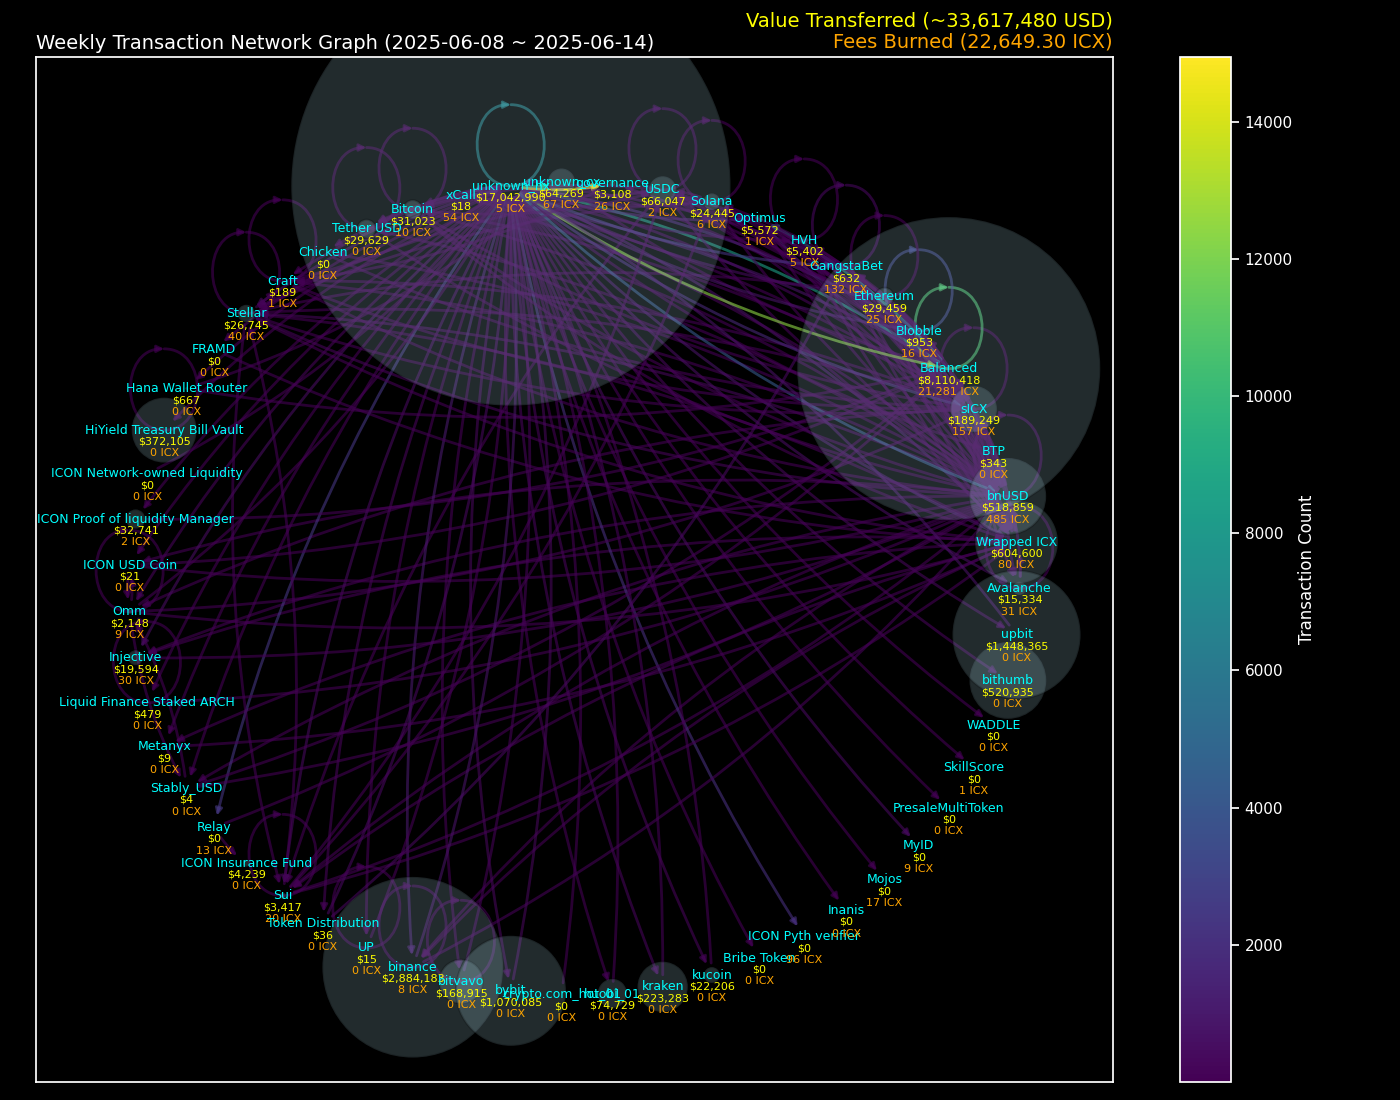 Value Transferred (~33,617,480 USD)
Weekly Transaction Network Graph (2025-06-08 ~ 2025-06-14)
Fees Burned (22,649.30 ICX)
governance
$3,108
26 ICX
$64,269
67 ICX
$17,042,990
5 ICX
xCall
$18
54 ICX
Bitcoin
$31,023
10 ICX
Tether USD
$29,629
0 ICX
Chicken
$0
0 ICX
Craft
$189
1 ICX
Stellar
$26,745
40 ICX
FRAMD
$0
0 ICX
Hana Wallet Router
$667
0 ICX
HiYield Treasury Bill Vault
$372,105
0 ICX
ICON Network-owned Liquidity
$0
0 ICX
ICON Proof of liquidity Manager
$32,741
2 ICX
ICON USD Coin
$21
0 ICX
Omm
$2,148
9 ICX
Injective
$19,594
30 ICX
Liquid Finance Staked ARCH
$479
0 ICX
Metanyx
$9
0 ICX
Stably_USD
$4
0 ICX
Relay
$0
13 ICX
ICON Insurance Fund
$4,239
0 ICX
Sui
$3,417
20 ICX
Token Distribution
$36
0 ICX
UP
$15
0 ICX
binance
$2,884,183
8 ICX
bitvavo
$168,915
0 ICX
bybit
$1,070,085
0 ICX
$0
0 ICX
$74,729
0 ICX
kraken
$223,283
0 ICX
kucoin
$22,206
0 ICX
Bribe Token
$0
0 ICX
ICON Pyth verifier
$0
96 ICX
Inanis
$0
0 ICX
Mojos
$0
17 ICX
MyID
$0
9 ICX
PresaleMultiToken
$0
0 ICX
SkillScore
$0
1 ICX
WADDLE
$0
0 ICX
bithumb
$520,935
0 ICX
upbit
$1,448,365
0 ICX
Avalanche
$15,334
31 ICX
Wrapped ICX
$604,600
80 ICX
bnUSD
$518,859
485 ICX
BTP
$343
0 ICX
sICX
$189,249
157 ICX
Balanced
$8,110,418
21,281 ICX
Blobble
$953
16 ICX
Ethereum
$29,459
25 ICX
GangstaBet
$632
132 ICX
HVH
$5,402
5 ICX
Optimus
$5,572
1 ICX
Solana
$24,445
6 ICX
USDC
$66,047
2 ICX
14000
12000
10000
8000
6000
4000
2000
Transaction Count